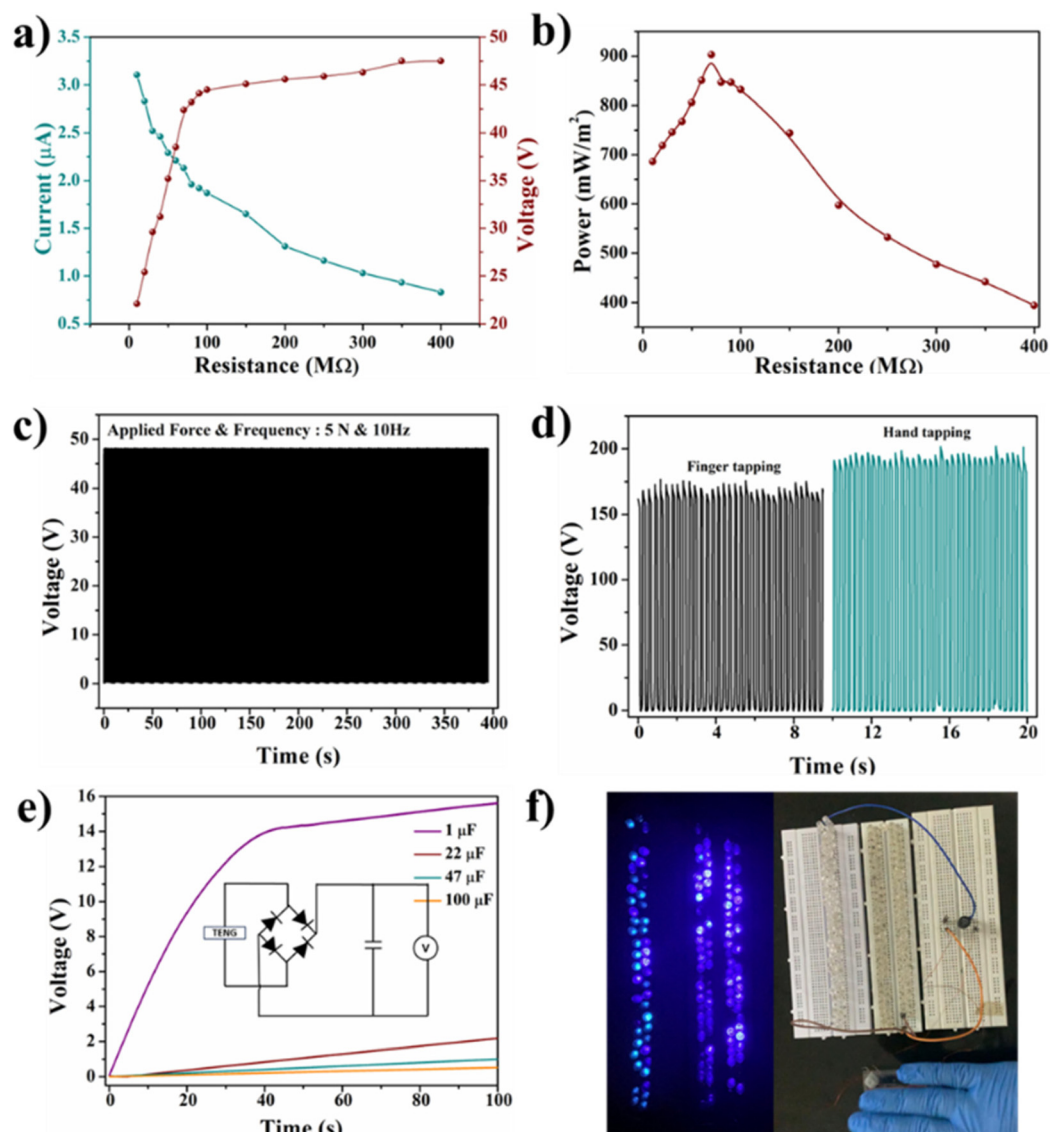 a)
3.5
3.0
2.5
2.0
1.5
1.0
0.5
Current (μA)
50
45
40
35
30
25
20
Voltage (V)
0 100 200 300 400
Resistance (MΩ)
b)
900
800
700
600
500
400
Power (mW/m²)
0 100 200 300 400
Resistance (MΩ)
c)
Applied Force & Frequency : 5 N & 10Hz
50
40
30
20
10
0
Voltage (V)
0 50 100 150 200 250 300 350 400
Time (s)
d)
Hand tapping
Finger tapping
200
150
100
50
0
Voltage (V)
0 4 8 12 16 20
Time (s)
e)
16
14
12
10
8
6
4
2
0
Voltage (V)
1 μF
22 μF
47 μF
100 μF
TENG
V
0 20 40 60 80 100
Time (s)
f)